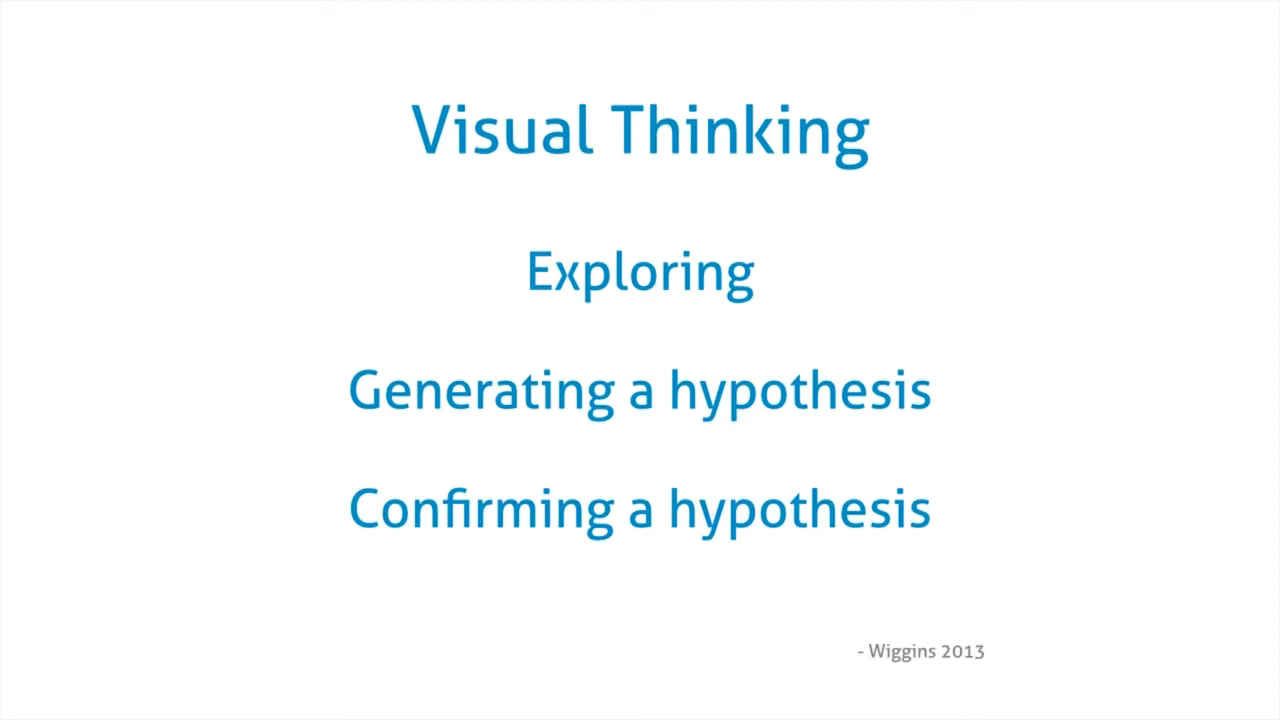 Visual Thinking
Exploring
Generating a hypothesis
Confirming a hypothesis
- Wiggins 2013